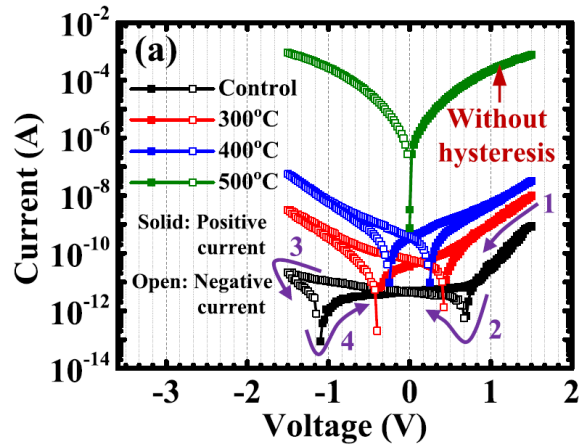 10⁻²
(a)
Control
10⁻⁴
300°C
Without
hysteresis
400°C
10⁻⁶
500°C
10⁻⁸
Solid: Positive
current
1
10⁻¹⁰
3
Open: Negative
current
10⁻¹²
4
2
10⁻¹⁴
-3 -2 -1 0 1 2
Voltage (V)
Current (A)